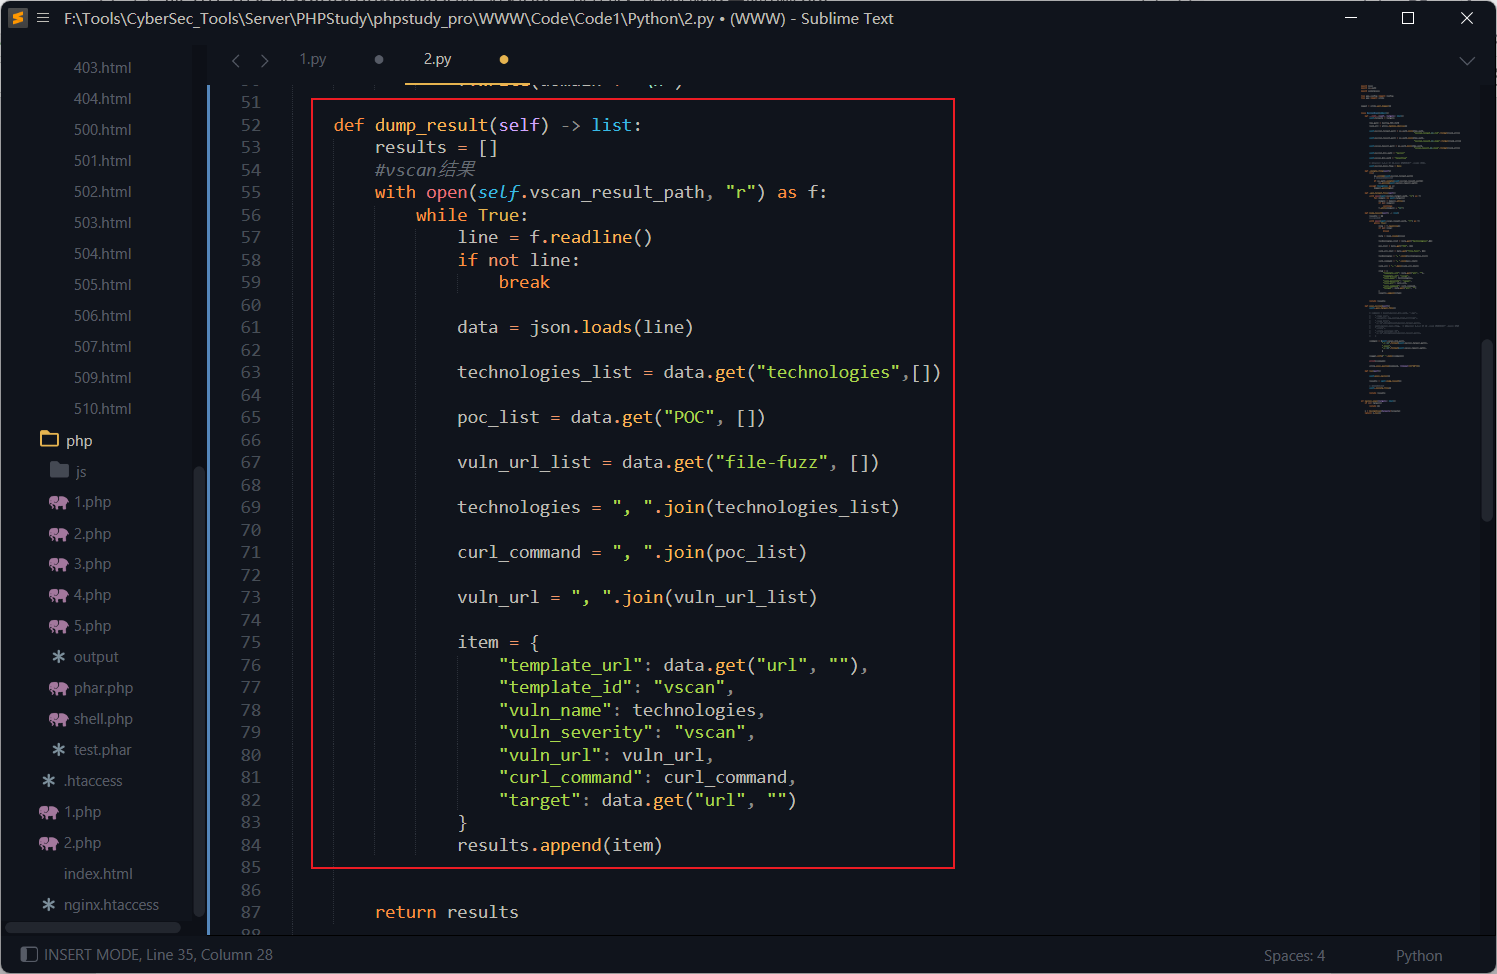 F:\Tools\CyberSec_Tools\Server\PHPStudy\phpstudy_pro\WWW\Code\Code1\Python\2.py • (WWW) - Sublime Text
403.html
404.html
500.html
501.html
502.html
503.html
504.html
505.html
506.html
507.html
509.html
510.html
php
js
1.php
2.php
3.php
4.php
5.php
output
phar.php
shell.php
test.phar
.htaccess
1.php
2.php
index.html
nginx.htaccess
1.py
2.py
51
52 def dump_result(self) -> list:
53 results = []
54 #vscan结果
55 with open(self.vscan_result_path, "r") as f:
56 while True:
57 line = f.readline()
58 if not line:
59 break
60
61 data = json.loads(line)
62
63 technologies_list = data.get("technologies",[])
64
65 poc_list = data.get("POC", [])
66
67 vuln_url_list = data.get("file-fuzz", [])
68
69 technologies = ", ".join(technologies_list)
70
71 curl_command = ", ".join(poc_list)
72
73 vuln_url = ", ".join(vuln_url_list)
74
75 item = {
76 "template_url": data.get("url", ""),
77 "template_id": "vscan",
78 "vuln_name": technologies,
79 "vuln_severity": "vscan",
80 "vuln_url": vuln_url,
81 "curl_command": curl_command,
82 "target": data.get("url", "")
83 }
84 results.append(item)
85
86
87 return results
INSERT MODE, Line 35, Column 28
Spaces: 4
Python